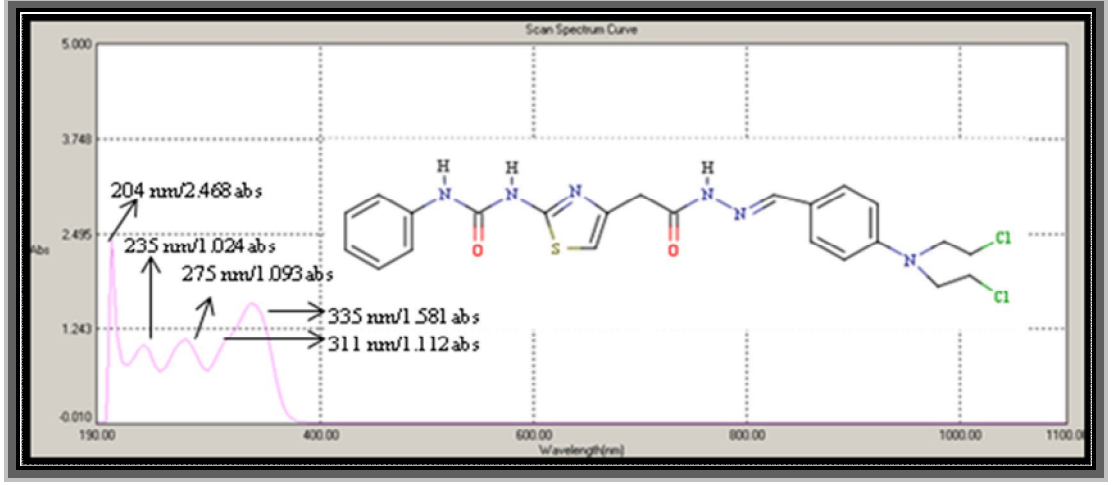 Scan Spectrum Curve
5.000
3.748
2.495
1.243
-0.010
Abs
204 nm/2.468 abs
235 nm/1.024 abs
275 nm/1.093 abs
335 nm/1.581 abs
311 nm/1.112 abs
H
N
O
H
N
N
S
O
H
N
N
N
Cl
Cl
190.00
400.00
600.00
800.00
1000.00
1100.0
Wavelength(nm)